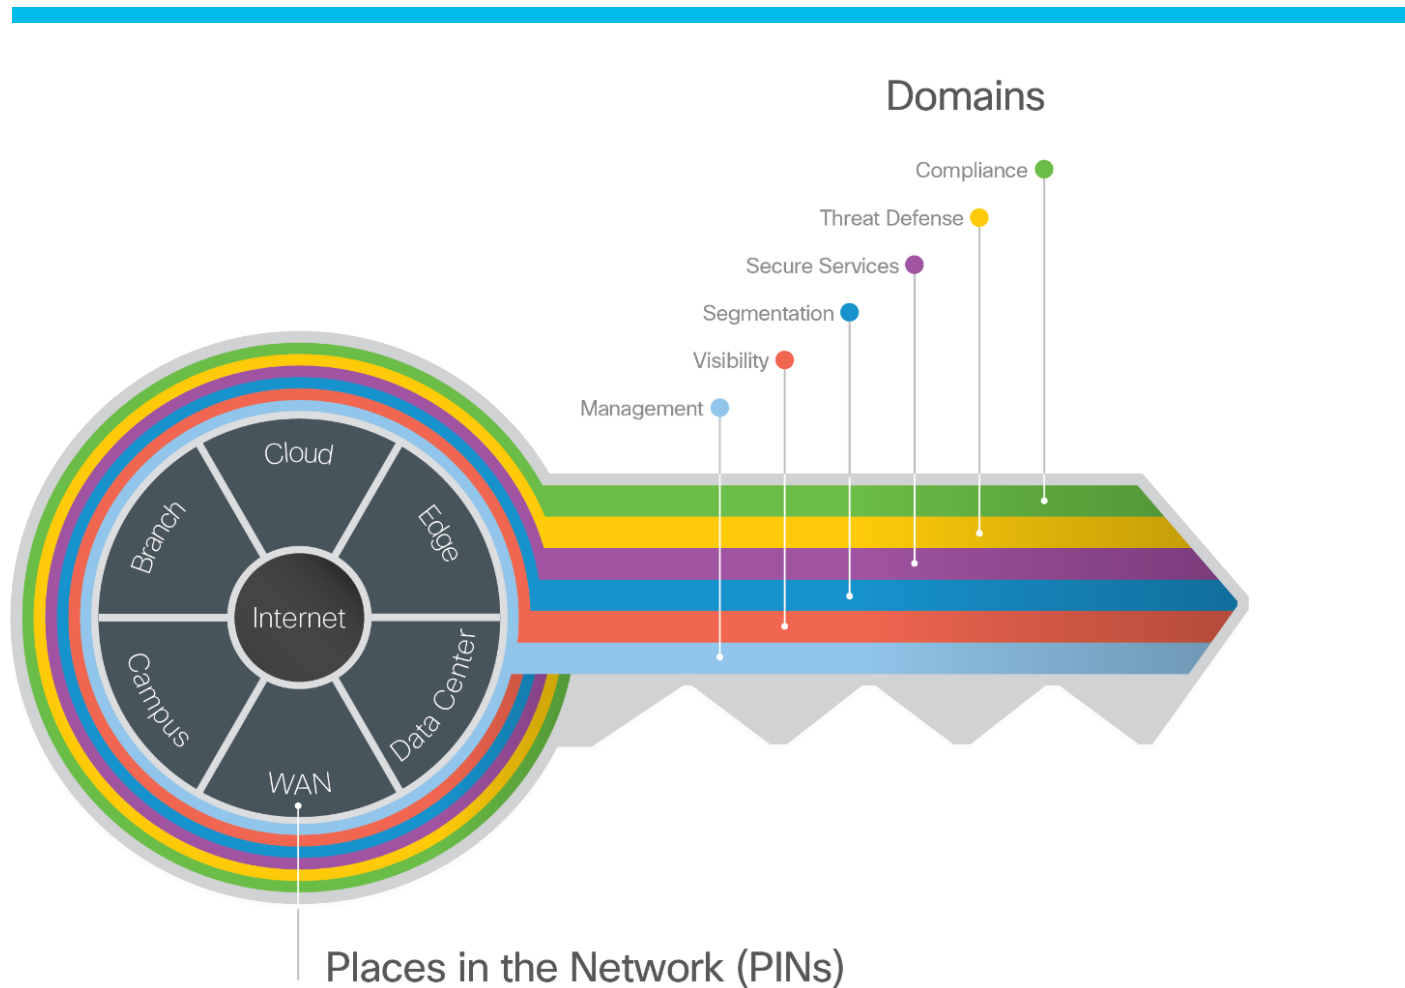 Domains
Compliance
Threat Defense
Secure Services
Segmentation
Visibility
Management
Cloud
Edge
Branch
Internet
Campus
Data Center
WAN
Places in the Network (PINs)